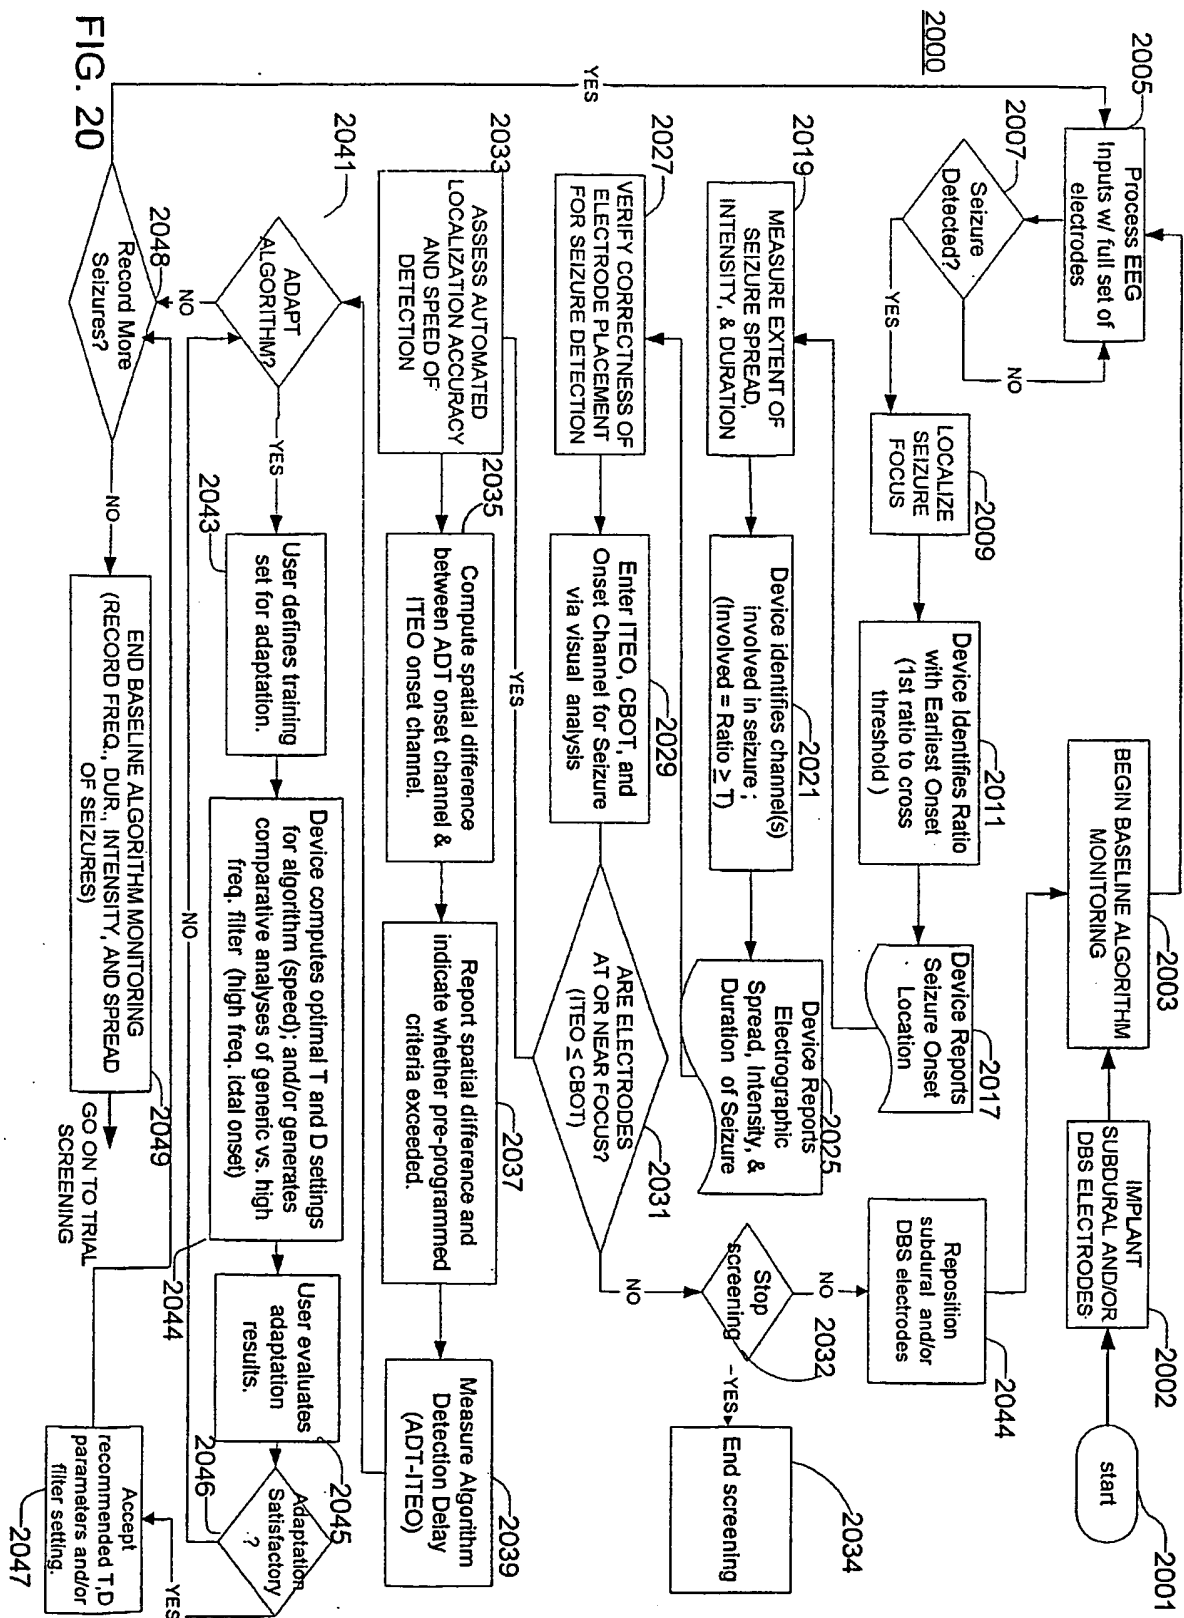 2000
start
2001
IMPLANT
SUBDURAL AND/OR
DBS ELECTRODES
2002
BEGIN BASELINE ALGORITHM
MONITORING
2003
2005
Process EEG
Inputs w/ full set of
electrodes
2007
Seizure
Detected?
NO
YES
LOCALIZE
SEIZURE
FOCUS
2009
Device Identifies Ratio
with Earliest Onset
(1st ratio to cross
threshold )
2011
Device Reports
Seizure Onset
Location
2017
2019
MEASURE EXTENT OF
SEIZURE SPREAD,
INTENSITY, & DURATION
Device identifies channel(s)
involved in seizure ;
(Involved = Ratio ≥ T)
2021
Device Reports
Electrographic
Spread, Intensity, &
Duration of Seizure
2025
2027
VERIFY CORRECTNESS OF
ELECTRODE PLACEMENT
FOR SEIZURE DETECTION
Enter ITEO, CBOT, and
Onset Channel for Seizure
via visual analysis
2029
ARE ELECTRODES
AT OR NEAR FOCUS?
(ITEO ≤ CBOT)
2031
YES
NO
Stop
screening
2032
NO
YES
Reposition
subdural and/or
DBS electrodes
2044
End screening
2034
2033
ASSESS AUTOMATED
LOCALIZATION ACCURACY
AND SPEED OF
DETECTION
2035
Compute spatial difference
between ADT onset channel &
ITEO onset channel.
Report spatial difference and
indicate whether pre-programmed
criteria exceeded.
2037
Measure Algorithm
Detection Delay
(ADT-ITEO)
2039
2041
ADAPT
ALGORITHM?
YES
NO
User defines training
set for adaptation.
2043
Device computes optimal T and D settings
for algorithm (speed); and/or generates
comparative analyses of generic vs. high
freq. filter (high freq. ictal onset)
2044
User evaluates
adaptation
results.
2045
Adaptation
Satisfactory
?
2046
NO
YES
Accept
recommended T,D
parameters and/or
filter setting.
2047
2048
Record More
Seizures?
YES
NO
END BASELINE ALGORITHM MONITORING
(RECORD FREQ., DUR., INTENSITY, AND SPREAD
OF SEIZURES)
2049
GO ON TO TRIAL
SCREENING
FIG. 20